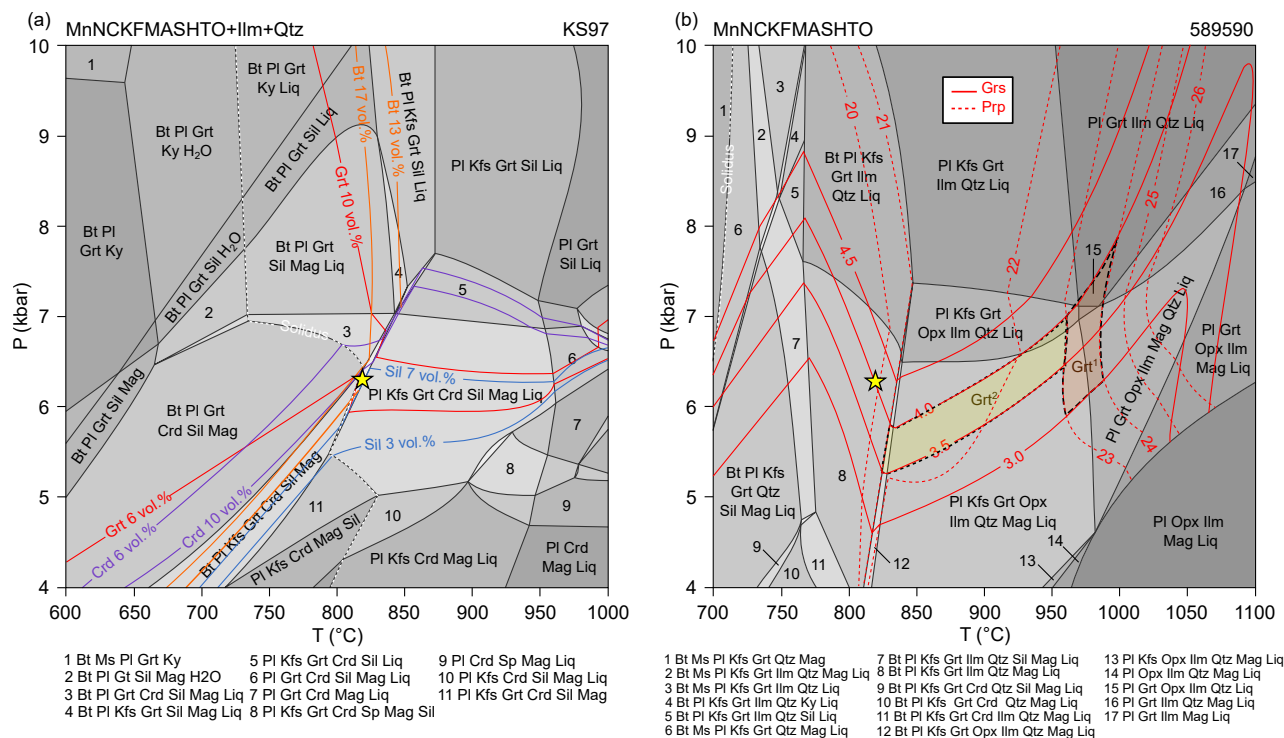 (a)
MnNCKFMASHTO+Ilm+Qtz
KS97
10
9
8
7
6
5
4
P (kbar)
600
650
700
750
800
850
900
950
1000
T (°C)
1
Bt Pl Grt
Ky H₂O
Bt Pl Grt
Ky Liq
Bt Pl Grt Sil Liq
Bt 17 vol.%
Bt 13 vol.%
Bt Pl Kfs Grt Sil Liq
Pl Kfs Grt Sil Liq
Grt 10 vol.%
Bt Pl
Grt Ky
Bt Pl Grt Sil H₂O
Bt Pl Grt
Sil Mag Liq
4
5
Pl Grt
Sil Liq
2
Solidus
3
6
Bt Pl Grt Sil Mag
Sil 7 vol.%
Pl Kfs Grt Crd Sil Mag Liq
Bt Pl Grt
Crd Sil Mag
Sil 3 vol.%
7
8
9
Grt 6 vol.%
Crd 6 vol.%
Crd 10 vol.%
Bt Pl Kfs Grt Crd Sil Mag
11
10
Pl Kfs Crd Mag Sil
Pl Kfs Crd Mag Liq
Pl Crd
Mag Liq
1 Bt Ms Pl Grt Ky
2 Bt Pl Gt Sil Mag H2O
3 Bt Pl Grt Crd Sil Mag Liq
4 Bt Pl Kfs Grt Sil Mag Liq
5 Pl Kfs Grt Crd Sil Liq
6 Pl Grt Crd Sil Mag Liq
7 Pl Grt Crd Mag Liq
8 Pl Kfs Grt Crd Sp Mag Sil
9 Pl Crd Sp Mag Liq
10 Pl Kfs Crd Sil Mag Liq
11 Pl Kfs Grt Crd Sil Mag
(b)
MnNCKFMASHTO
589590
10
9
8
7
6
5
4
P (kbar)
700
750
800
850
900
950
1000
1050
1100
T (°C)
Grs
Prp
1
Solidus
2
3
4
5
6
20
21
22
25
26
Bt Pl Kfs
Grt Ilm
Qtz Liq
Pl Kfs Grt
Ilm Qtz Liq
Pl Grt Ilm Qtz Liq
17
16
15
4.5
Pl Kfs Grt
Opx Ilm Qtz Liq
7
Grt¹
Grt²
4.0
3.5
3.0
23
24
Pl Grt Opx Ilm Mag Qtz Liq
Pl Grt
Opx Ilm
Mag Liq
Bt Pl Kfs
Grt Qtz
Sil Mag Liq
8
Pl Kfs Grt Opx
Ilm Qtz Mag Liq
9
10
11
12
13
14
Pl Opx Ilm
Mag Liq
1 Bt Ms Pl Kfs Grt Qtz Mag
2 Bt Ms Pl Kfs Grt Ilm Qtz Mag Liq
3 Bt Ms Pl Kfs Grt Ilm Qtz Liq
4 Bt Pl Kfs Grt Ilm Qtz Ky Liq
5 Bt Pl Kfs Grt Ilm Qtz Sil Liq
6 Bt Ms Pl Kfs Grt Qtz Mag Liq
7 Bt Pl Kfs Grt Ilm Qtz Sil Mag Liq
8 Bt Pl Kfs Grt Ilm Qtz Mag Liq
9 Bt Pl Kfs Grt Crd Qtz Sil Mag Liq
10 Bt Pl Kfs Grt Crd Qtz Mag Liq
11 Bt Pl Kfs Grt Crd Ilm Qtz Mag Liq
12 Bt Pl Kfs Grt Opx Ilm Qtz Mag Liq
13 Pl Kfs Opx Ilm Qtz Mag Liq
14 Pl Opx Ilm Qtz Mag Liq
15 Pl Grt Opx Ilm Qtz Liq
16 Pl Grt Ilm Qtz Mag Liq
17 Pl Grt Ilm Mag Liq